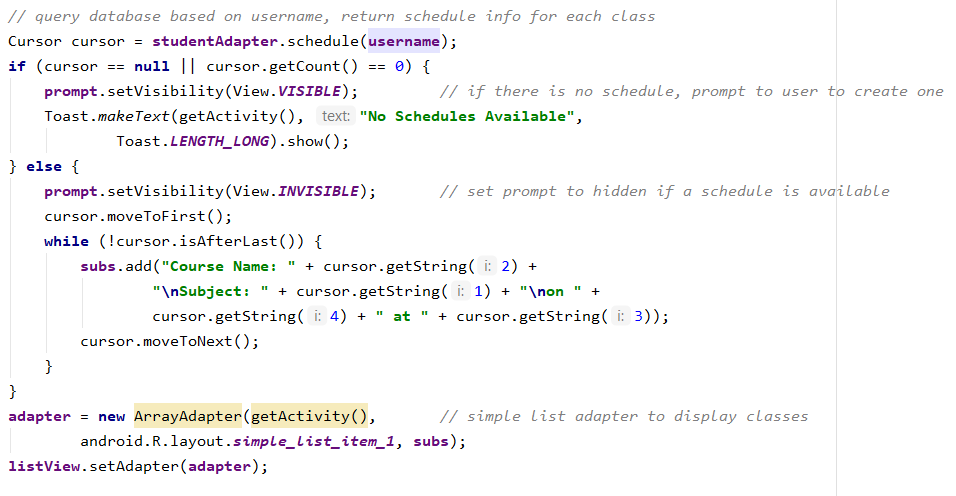 // query database based on username, return schedule info for each class
Cursor cursor = studentAdapter.schedule(username);
if (cursor == null || cursor.getCount() == 0) {
    prompt.setVisibility(View.VISIBLE);         // if there is no schedule, prompt to user to create one
    Toast.makeText(getActivity(), text: "No Schedules Available",
            Toast.LENGTH_LONG).show();
} else {
    prompt.setVisibility(View.INVISIBLE);       // set prompt to hidden if a schedule is available
    cursor.moveToFirst();
    while (!cursor.isAfterLast()) {
        subs.add("Course Name: " + cursor.getString( i: 2) +
                "\nSubject: " + cursor.getString( i: 1) + "\non " +
                cursor.getString( i: 4) + " at " + cursor.getString( i: 3));
        cursor.moveToNext();
    }
}
adapter = new ArrayAdapter(getActivity(),       // simple list adapter to display classes
        android.R.layout.simple_list_item_1, subs);
listView.setAdapter(adapter);